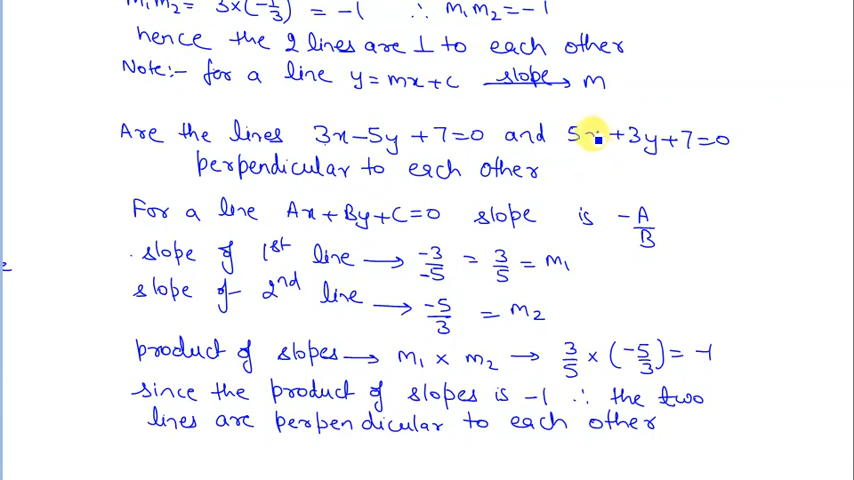 m₁m₂ = 3×(-1/3) = -1 ∴ m₁m₂ = -1
hence the 2 lines are ⊥ to each other
Note:- for a line y=mx+c slope→ m
Are the lines 3x-5y+7=0 and 5x+3y+7=0
perpendicular to each other
For a line Ax+By+C=0 slope is -A/B
slope of 1st line → -3/-5 = 3/5 = m₁
slope of 2nd line → -5/3 = m₂
product of slopes → m₁ × m₂ → 3/5 × (-5/3) = -1
since the product of slopes is -1 ∴ the two
lines are perpendicular to each other